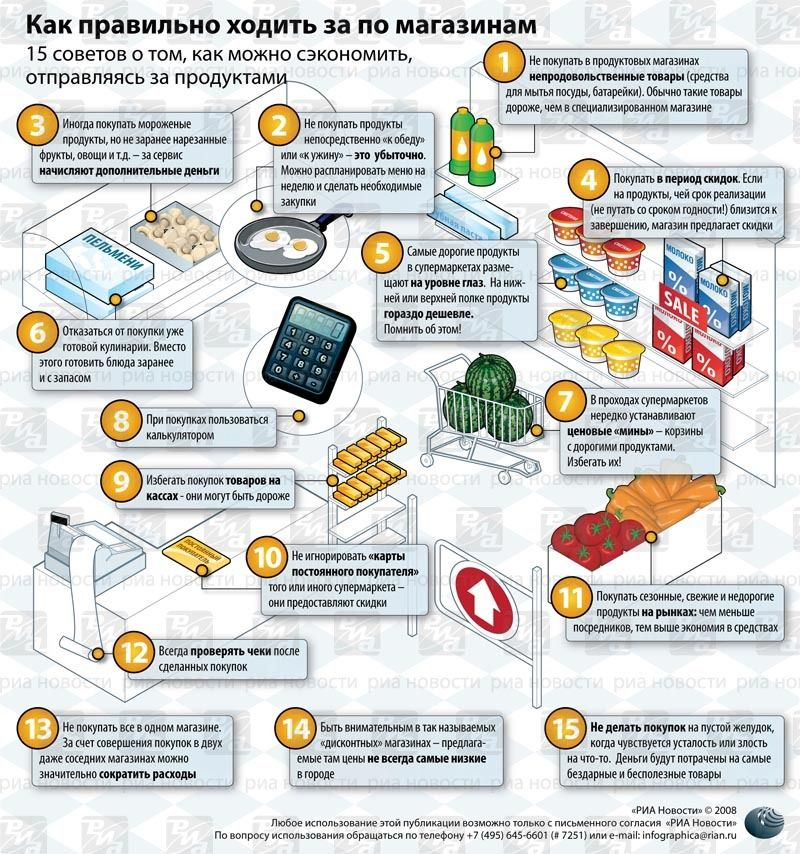 Как правильно ходить за по магазинам
15 советов о том, как можно сэкономить,
отправляясь за продуктами
1
Не покупать в продуктовых магазинах
непродовольственные товары (средства
для мытья посуды, батарейки). Обычно такие товары
дороже, чем в специализированном магазине
3
Иногда покупать мороженые
продукты, но не заранее нарезанные
фрукты, овощи и т.д. – за сервис
начисляют дополнительные деньги
2
Не покупать продукты
непосредственно «к обеду»
или «к ужину» – это убыточно.
Можно распланировать меню на
неделю и сделать необходимые
закупки
4
Покупать в период скидок. Если
на продукты, чей срок реализации
(не путать со сроком годности!) близится к
завершению, магазин предлагает скидки
зубная паста
СМЕТАНА
ПЕЛЬМЕНИ
5
Самые дорогие продукты
в супермаркетах разме-
щают на уровне глаз. На ниж-
ней или верхней полке продукты
гораздо дешевле.
Помнить об этом!
МОЛОКО
%
МОЛОКО
%
SALE
МОЛОКО
%
%
6
Отказаться от покупки уже
готовой кулинарии. Вместо
этого готовить блюда заранее
и с запасом
7
В проходах супермаркетов
нередко устанавливают
ценовые «мины» – корзины
с дорогими продуктами.
Избегать их!
8
При покупках пользоваться
калькулятором
9
Избегать покупок товаров на
кассах - они могут быть дороже
ПОСТОЯННЫЙ
ПОКУПАТЕЛЬ
10
Не игнорировать «карты
постоянного покупателя»
того или иного супермаркета –
они предоставляют скидки
11
Покупать сезонные, свежие и недорогие
продукты на рынках: чем меньше
посредников, тем выше экономия в средствах
12
Всегда проверять чеки после
сделанных покупок
13
Не покупать все в одном магазине.
За счет совершения покупок в двух
даже соседних магазинах можно
значительно сократить расходы
14
Быть внимательным в так называемых
«дисконтных» магазинах – предлага-
емые там цены не всегда самые низкие
в городе
15
Не делать покупок на пустой желудок,
когда чувствуется усталость или злость
на что-то. Деньги будут потрачены на самые
бездарные и бесполезные товары
«РИА Новости» © 2008
Любое использование этой публикации возможно только с письменного согласия «РИА Новости»
По вопросу использования обращаться по телефону +7 (495) 645-6601 (# 7251) или e-mail: infographica@rian.ru